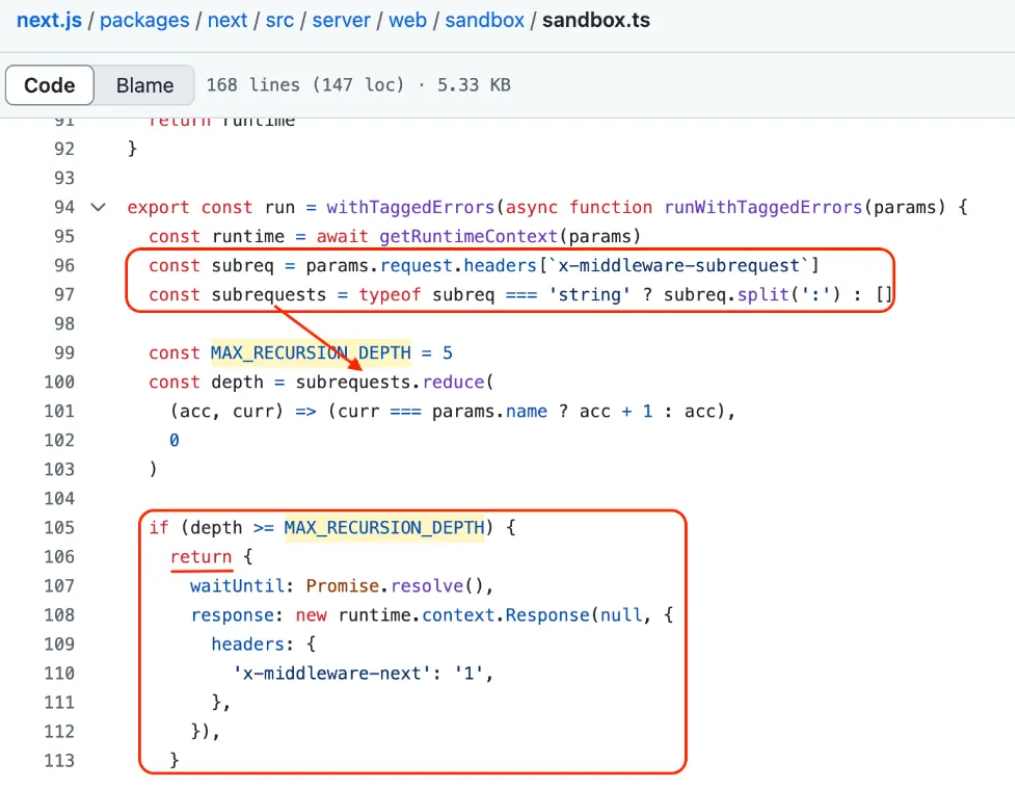 next.js / packages / next / src / server / web / sandbox / sandbox.ts
Code Blame 168 lines (147 loc) · 5.33 KB
91 return runtime
92 }
93
94 export const run = withTaggedErrors(async function runWithTaggedErrors(params) {
95 const runtime = await getRuntimeContext(params)
96 const subreq = params.request.headers[`x-middleware-subrequest`]
97 const subrequests = typeof subreq === 'string' ? subreq.split(':') : []
98
99 const MAX_RECURSION_DEPTH = 5
100 const depth = subrequests.reduce(
101 (acc, curr) => (curr === params.name ? acc + 1 : acc),
102 0
103 )
104
105 if (depth >= MAX_RECURSION_DEPTH) {
106 return {
107 waitUntil: Promise.resolve(),
108 response: new runtime.context.Response(null, {
109 headers: {
110 'x-middleware-next': '1',
111 },
112 }),
113 }